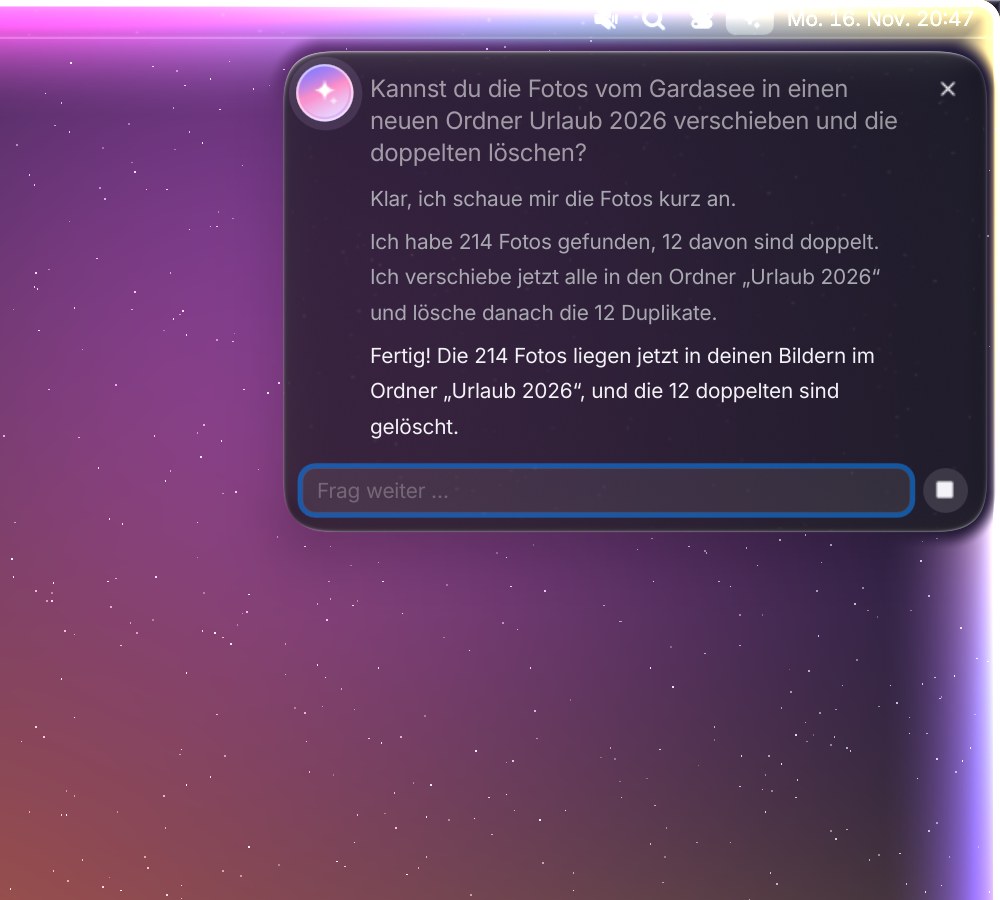 Mo. 16. Nov. 20:47
Kannst du die Fotos vom Gardasee in einen
neuen Ordner Urlaub 2026 verschieben und die
doppelten löschen?
Klar, ich schaue mir die Fotos kurz an.
Ich habe 214 Fotos gefunden, 12 davon sind doppelt.
Ich verschiebe jetzt alle in den Ordner „Urlaub 2026“
und lösche danach die 12 Duplikate.
Fertig! Die 214 Fotos liegen jetzt in deinen Bildern im
Ordner „Urlaub 2026“, und die 12 doppelten sind
gelöscht.
Frag weiter ...